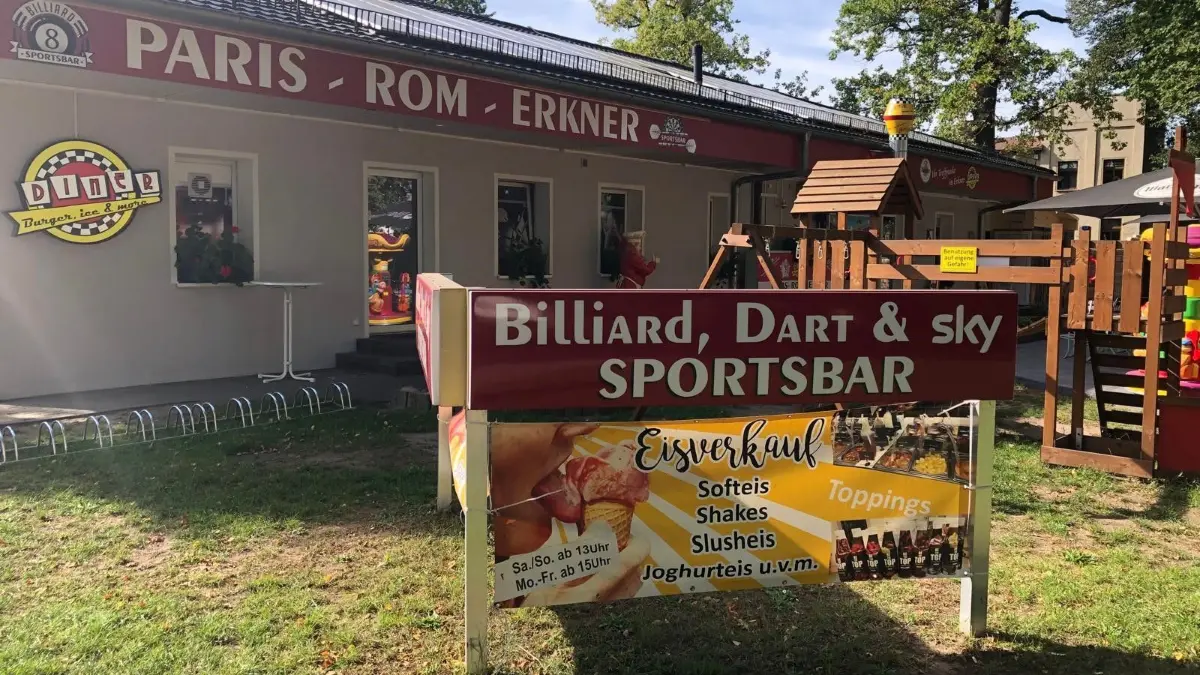 BILLIARD
8
SPORTSBAR
PARIS - ROM - ERKNER
SPORTSBAR
DINER
Burger, ice & more
Benutzung
auf eigene
Gefahr!
Billiard, Dart & sky
SPORTSBAR
Eisverkauf
Softeis
Shakes
Slusheis
Joghurteis u.v.m.
Toppings
Sa./So. ab 13Uhr
Mo.-Fr. ab 15Uhr